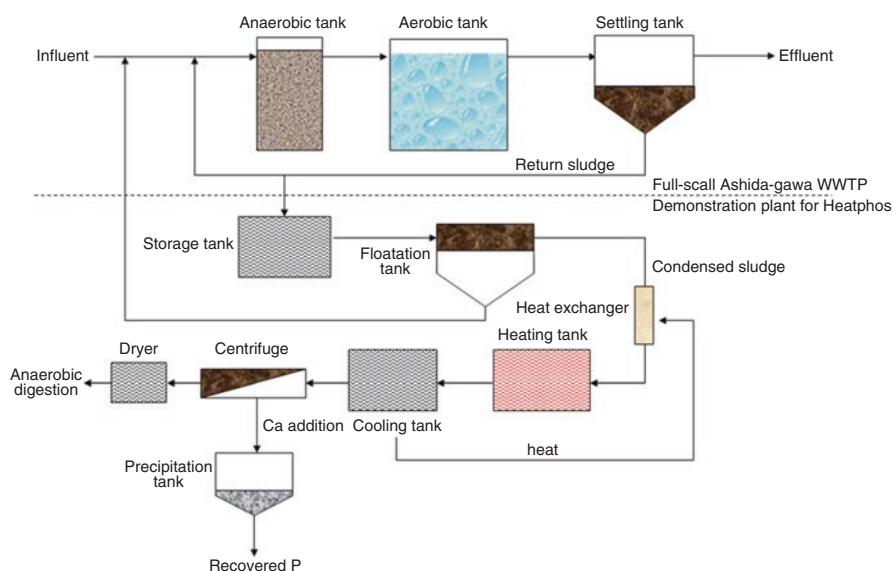 Anaerobic tank
Aerobic tank
Settling tank
Influent
Effluent
Return sludge
Full-scall Ashida-gawa WWTP
Demonstration plant for Heatphos
Storage tank
Floatation
tank
Condensed sludge
Heat exchanger
Dryer
Centrifuge
Heating tank
Anaerobic
digestion
Ca addition
Cooling tank
heat
Precipitation
tank
Recovered P